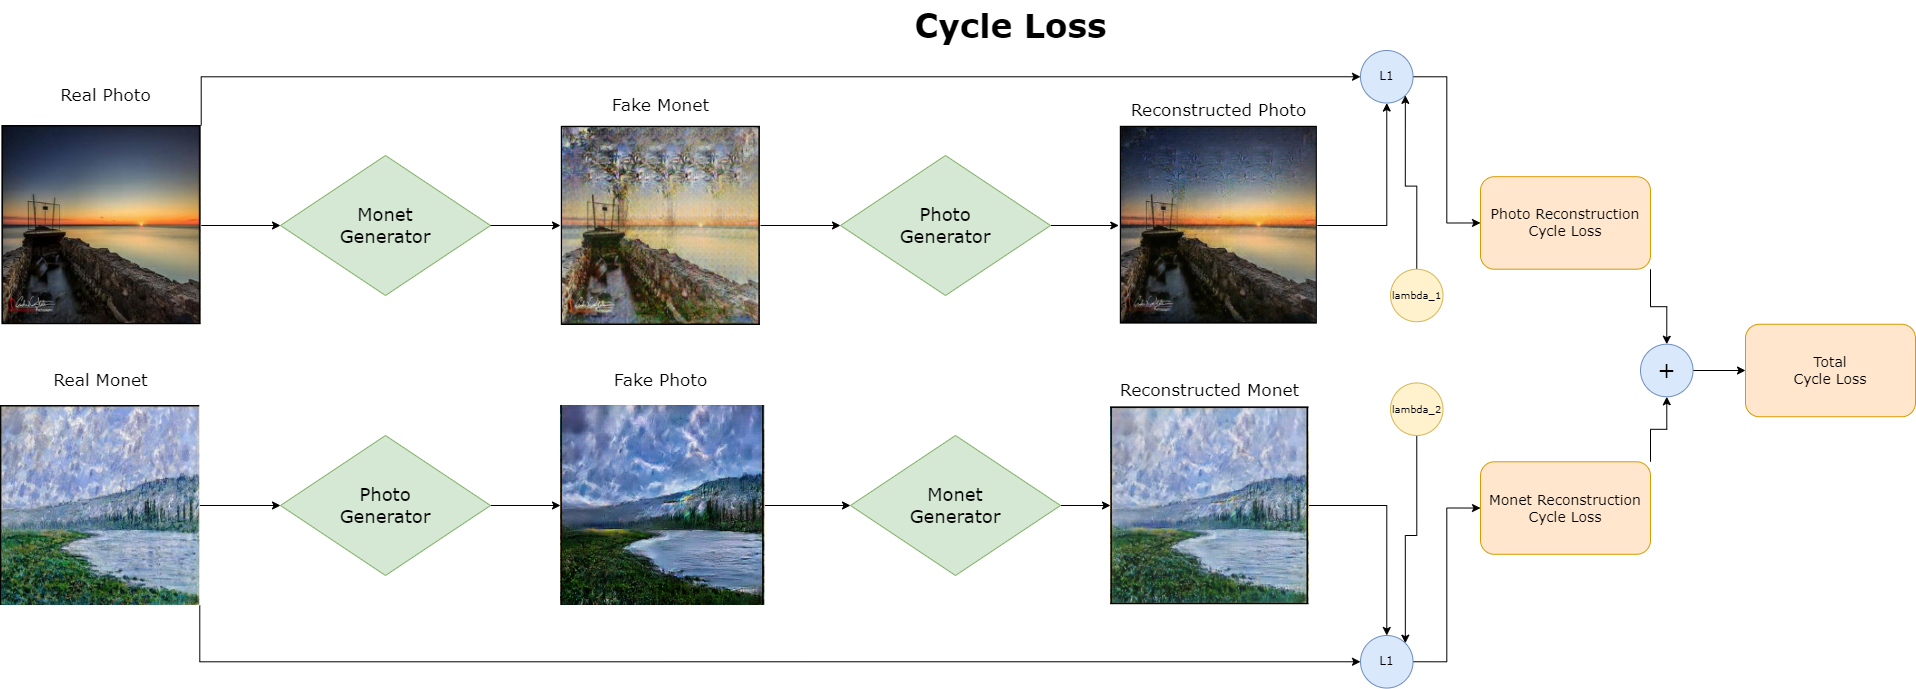 Cycle Loss
Real Photo
Fake Monet
Reconstructed Photo
L1
Monet
Generator
Photo
Generator
lambda_1
Photo Reconstruction
Cycle Loss
+
Total
Cycle Loss
Real Monet
Fake Photo
Reconstructed Monet
lambda_2
Photo
Generator
Monet
Generator
Monet Reconstruction
Cycle Loss
L1